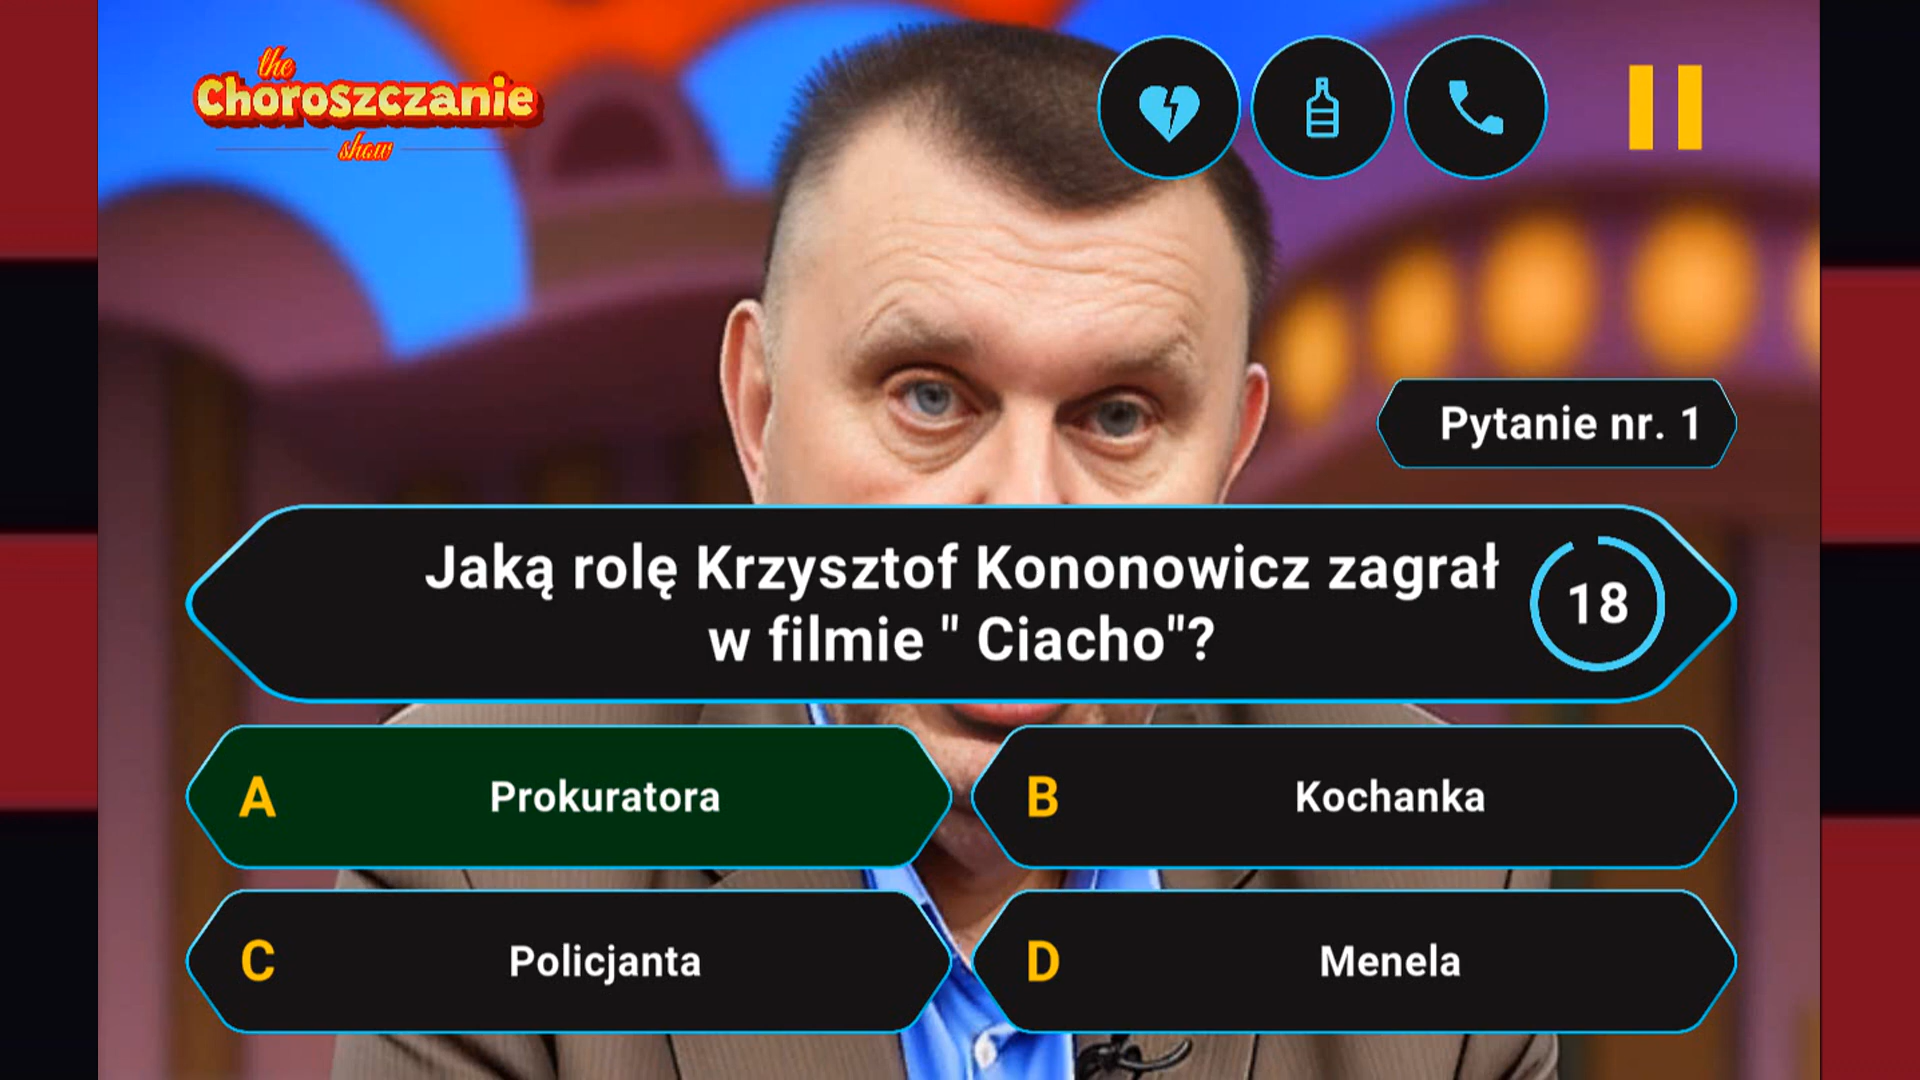 the
Choroszczanie
show
Pytanie nr. 1
Jaką rolę Krzysztof Kononowicz zagrał
w filmie " Ciacho"?
18
A Prokuratora
B Kochanka
C Policjanta
D Menela